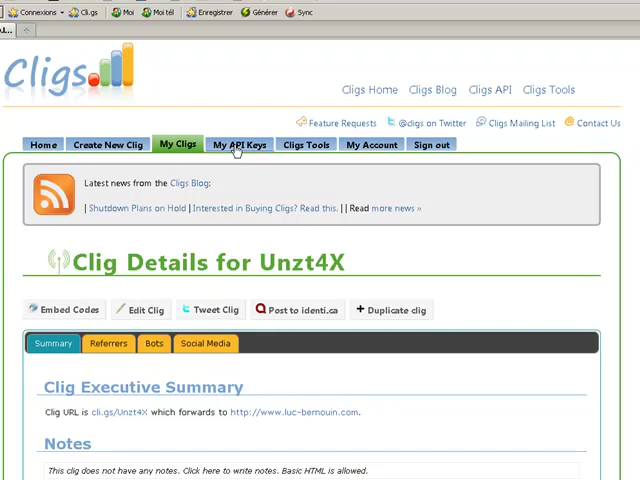 Connexions Cli.gs Moi Moi tél Enregistrer Générer Sync
Cligs
Cligs Home Cligs Blog Cligs API Cligs Tools
Feature Requests @cligs on Twitter Cligs Mailing List Contact Us
Home Create New Clig My Cligs My API Keys Cligs Tools My Account Sign out
Latest news from the Cligs Blog:
| Shutdown Plans on Hold | Interested in Buying Cligs? Read this. | | Read more news »
Clig Details for Unzt4X
Embed Codes Edit Clig Tweet Clig Post to identi.ca Duplicate clig
Summary Referrers Bots Social Media
Clig Executive Summary
Clig URL is cli.gs/Unzt4X which forwards to http://www.luc-bernouin.com.
Notes
This clig does not have any notes. Click here to write notes. Basic HTML is allowed.